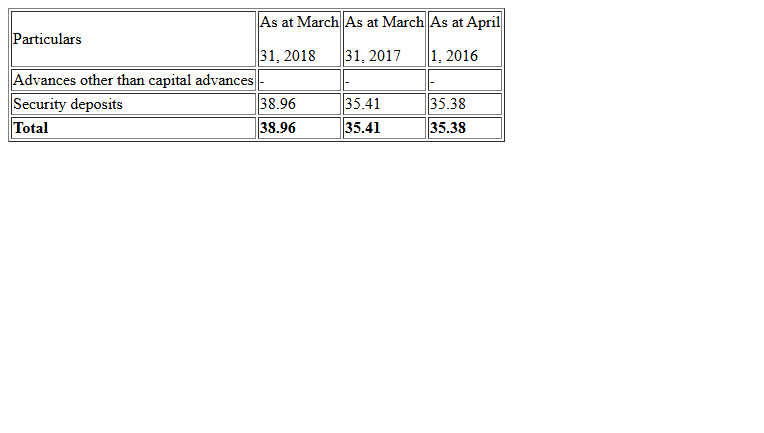 Particulars As at March 31, 2018 As at March 31, 2017 As at April 1, 2016
Advances other than capital advances - - -
Security deposits 38.96 35.41 35.38
Total 38.96 35.41 35.38